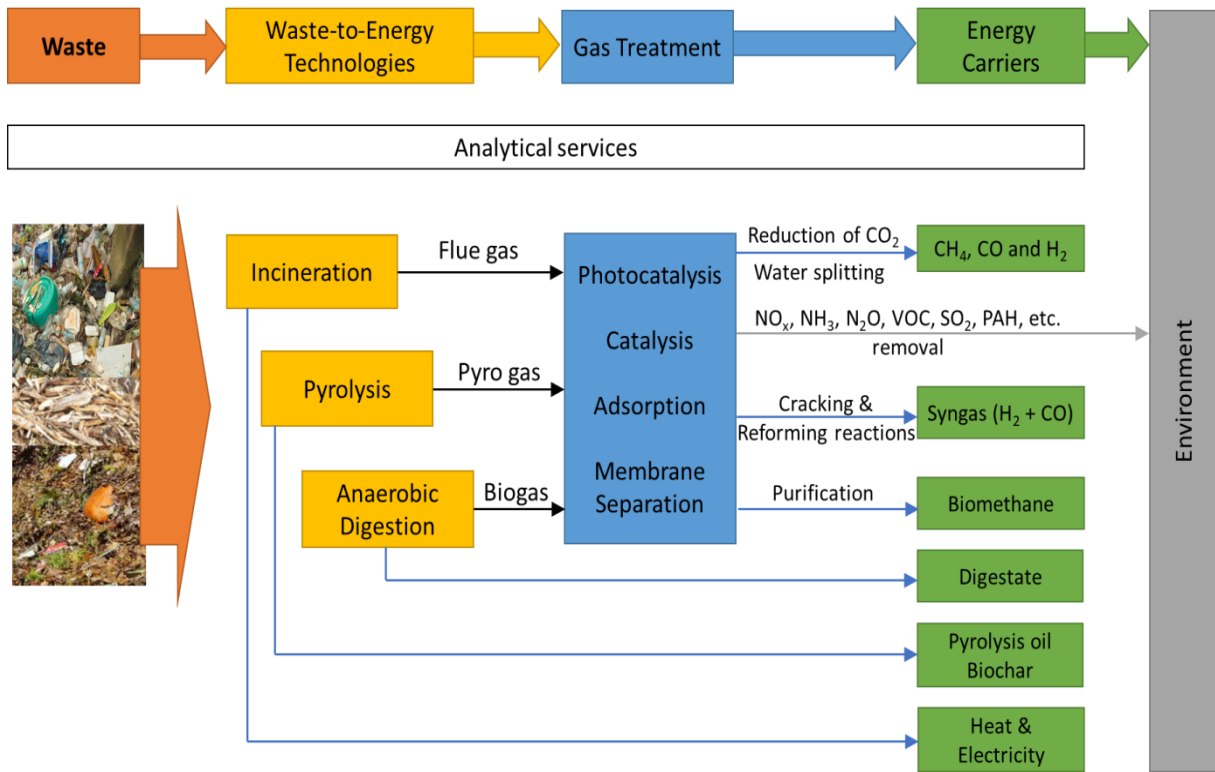 Waste
Waste-to-Energy
Technologies
Gas Treatment
Energy
Carriers
Analytical services
Incineration
Flue gas
Pyrolysis
Pyro gas
Anaerobic
Digestion
Biogas
Photocatalysis
Catalysis
Adsorption
Membrane
Separation
Reduction of CO₂
Water splitting
CH₄, CO and H₂
NOₓ, NH₃, N₂O, VOC, SO₂, PAH, etc.
removal
Cracking &
Reforming reactions
Syngas (H₂ + CO)
Purification
Biomethane
Digestate
Pyrolysis oil
Biochar
Heat &
Electricity
Environment